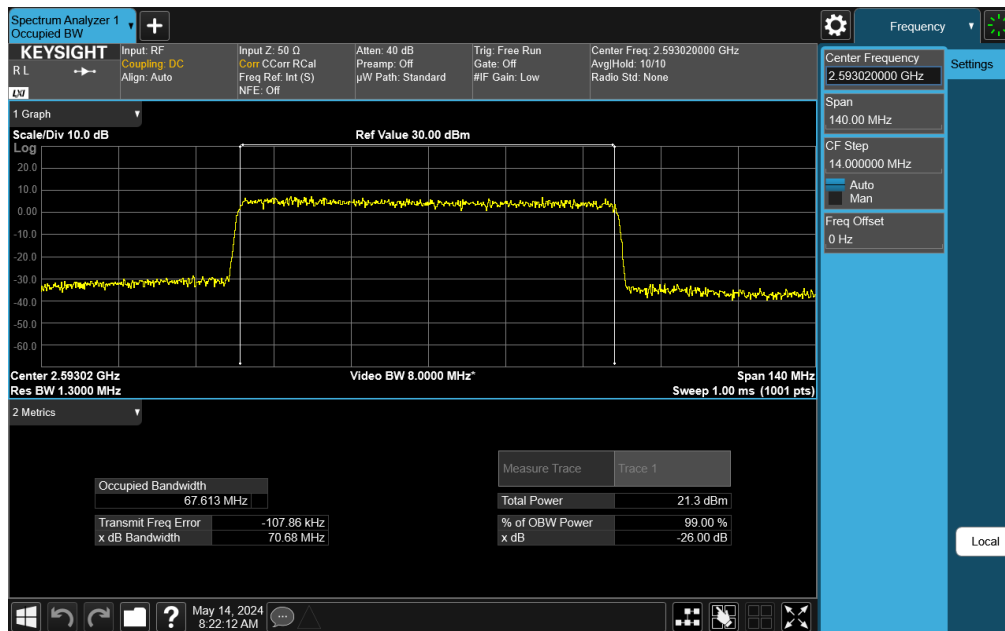 Spectrum Analyzer 1
Occupied BW
Frequency
KEYSIGHT
R L
LXI
Input: RF
Coupling: DC
Align: Auto
Input Z: 50 Ω
Corr CCorr RCal
Freq Ref: Int (S)
NFE: Off
Atten: 40 dB
Preamp: Off
µW Path: Standard
Trig: Free Run
Gate: Off
#IF Gain: Low
Center Freq: 2.593020000 GHz
Avg|Hold: 10/10
Radio Std: None
Center Frequency
2.593020000 GHz
Settings
Span
140.00 MHz
CF Step
14.000000 MHz
Auto
Man
Freq Offset
0 Hz
Local
1 Graph
Scale/Div 10.0 dB
Ref Value 30.00 dBm
Log
20.0
10.0
0.00
-10.0
-20.0
-30.0
-40.0
-50.0
-60.0
Center 2.59302 GHz
Video BW 8.0000 MHz*
Span 140 MHz
Res BW 1.3000 MHz
Sweep 1.00 ms (1001 pts)
2 Metrics
Measure Trace
Trace 1
Occupied Bandwidth
67.613 MHz
Total Power
21.3 dBm
Transmit Freq Error
-107.86 kHz
% of OBW Power
99.00 %
x dB Bandwidth
70.68 MHz
x dB
-26.00 dB
May 14, 2024
8:22:12 AM